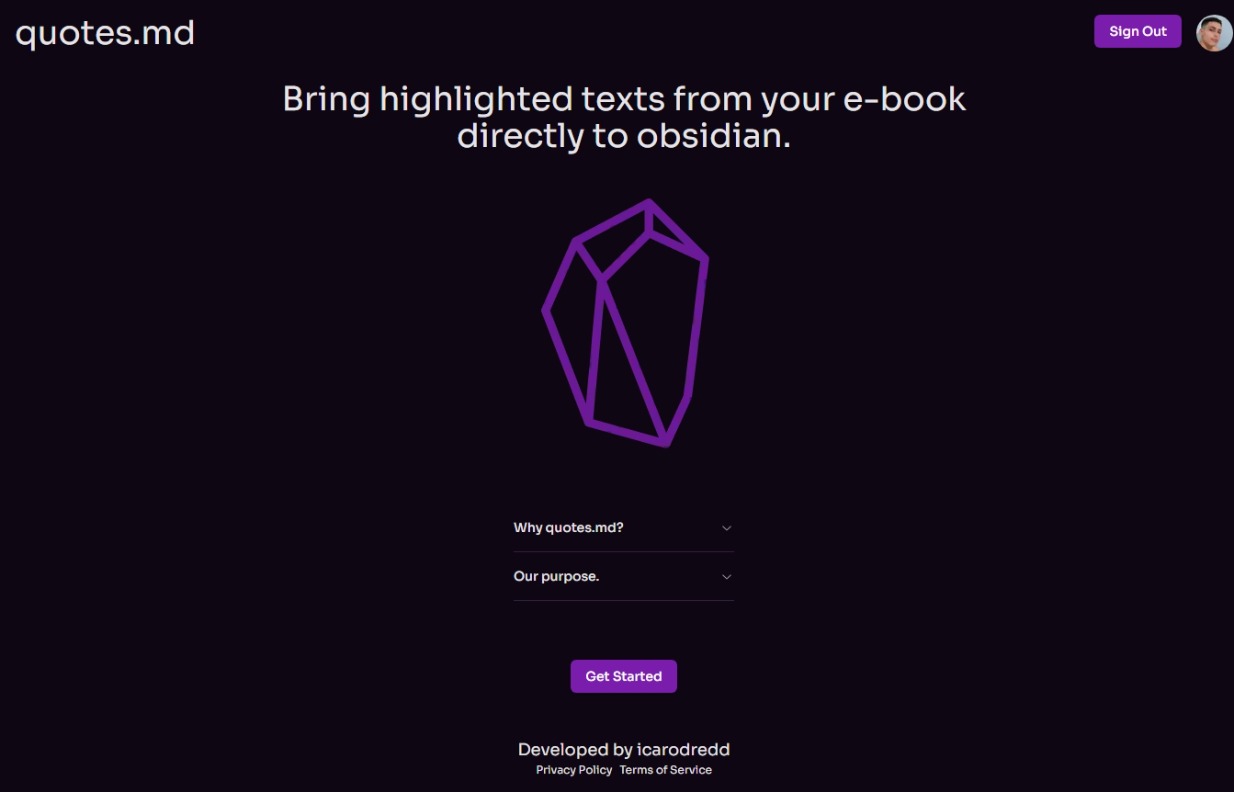 quotes.md
Sign Out
Bring highlighted texts from your e-book
directly to obsidian.
Why quotes.md?
Our purpose.
Get Started
Developed by icarodredd
Privacy Policy Terms of Service